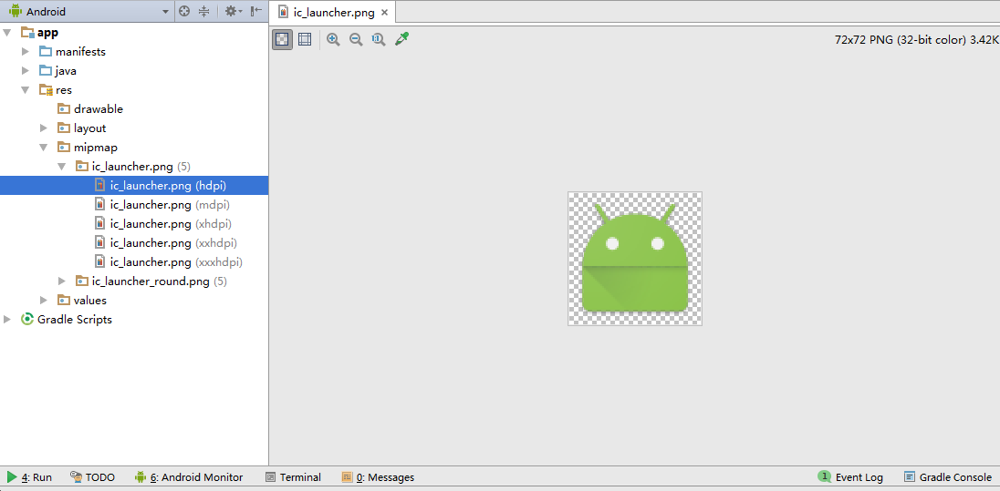 Android
ic_launcher.png
72x72 PNG (32-bit color) 3.42K
app
manifests
java
res
drawable
layout
mipmap
ic_launcher.png (5)
ic_launcher.png (hdpi)
ic_launcher.png (mdpi)
ic_launcher.png (xhdpi)
ic_launcher.png (xxhdpi)
ic_launcher.png (xxxhdpi)
ic_launcher_round.png (5)
values
Gradle Scripts
4: Run TODO 6: Android Monitor Terminal 0: Messages 1 Event Log Gradle Console